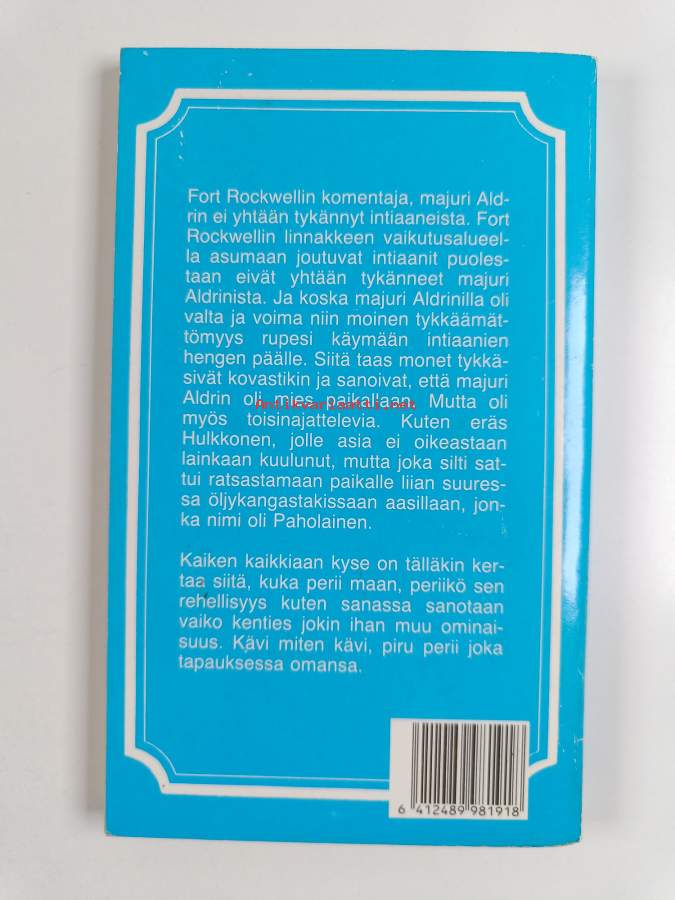 Fort Rockwellin komentaja, majuri Ald-
rin ei yhtään tykännyt intiaaneista. Fort
Rockwellin linnakkeen vaikutusalueel-
la asumaan joutuvat intiaanit puoles-
taan eivät yhtään tykänneet majuri
Aldrinista. Ja koska majuri Aldrinilla oli
valta ja voima niin moinen tykkäämät-
tömyys rupesi käymään intiaanien
hengen päälle. Siitä taas monet tykkä-
sivät kovastikin ja sanoivat, että majuri
Aldrin oli mies paikallaan. Mutta oli
Antikvariaatti.net
myös toisinajattelevia. Kuten eräs
Hulkkonen, jolle asia ei oikeastaan
lainkaan kuulunut, mutta joka silti sat-
tui ratsastamaan paikalle liian suures-
sa öljykangastakissaan aasillaan, jon-
ka nimi oli Paholainen.
Kaiken kaikkiaan kyse on tälläkin ker-
taa siitä, kuka perii maan, periikö sen
rehellisyys kuten sanassa sanotaan
vaiko kenties jokin ihan muu ominai-
suus. Kävi miten kävi, piru perii joka
tapauksessa omansa.
6 412489 981918